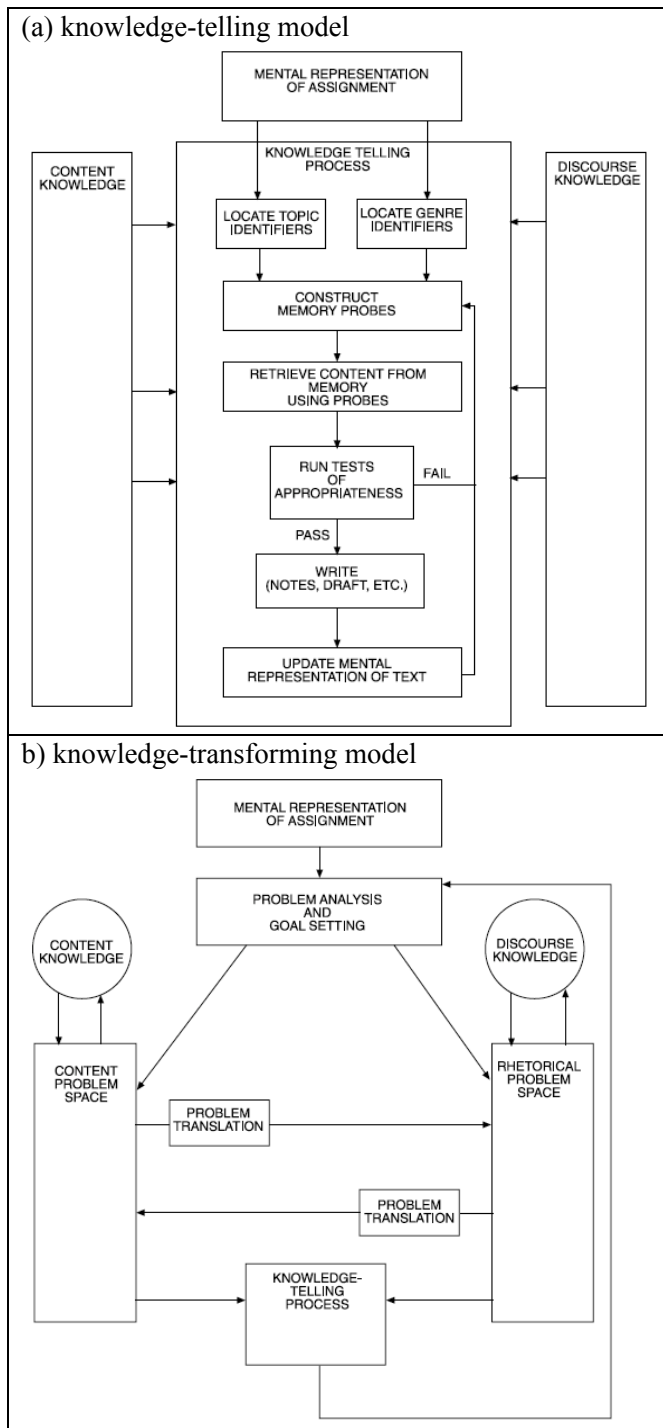 (a) knowledge-telling model
MENTAL REPRESENTATION
OF ASSIGNMENT
KNOWLEDGE TELLING
PROCESS
CONTENT
KNOWLEDGE
DISCOURSE
KNOWLEDGE
LOCATE TOPIC
IDENTIFIERS
LOCATE GENRE
IDENTIFIERS
CONSTRUCT
MEMORY PROBES
RETRIEVE CONTENT FROM
MEMORY
USING PROBES
RUN TESTS
OF
APPROPRIATENESS
FAIL
PASS
WRITE
(NOTES, DRAFT, ETC.)
UPDATE MENTAL
REPRESENTATION OF TEXT
b) knowledge-transforming model
MENTAL REPRESENTATION
OF ASSIGNMENT
PROBLEM ANALYSIS
AND
GOAL SETTING
CONTENT
KNOWLEDGE
DISCOURSE
KNOWLEDGE
CONTENT
PROBLEM
SPACE
RHETORICAL
PROBLEM
SPACE
PROBLEM
TRANSLATION
PROBLEM
TRANSLATION
KNOWLEDGE-
TELLING
PROCESS